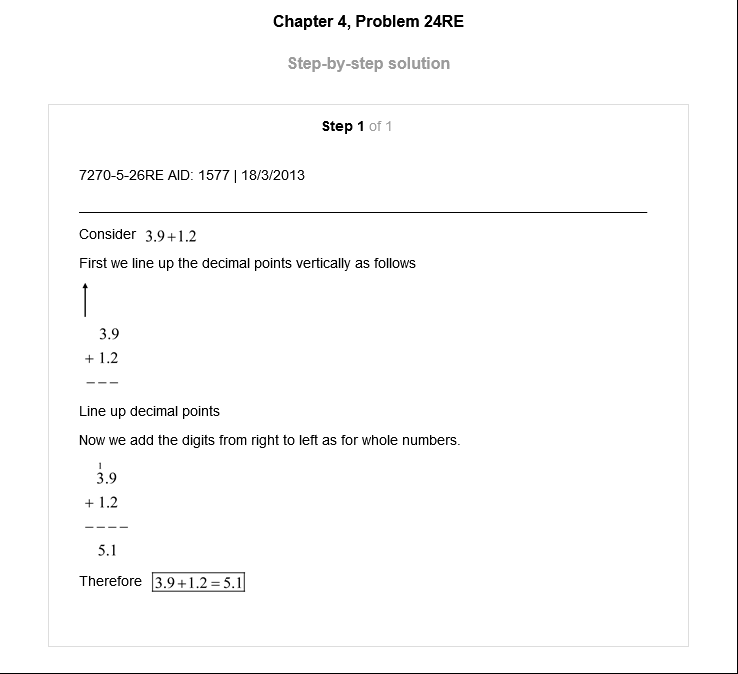 Chapter 4, Problem 24RE
Step-by-step solution
Step 1 of 1
7270-5-26RE AID: 1577 | 18/3/2013
Consider 3.9+1.2
First we line up the decimal points vertically as follows
3.9
+ 1.2
−−−
Line up decimal points
Now we add the digits from right to left as for whole numbers.
1
3.9
+ 1.2
−−−−
5.1
Therefore 3.9+1.2=5.1